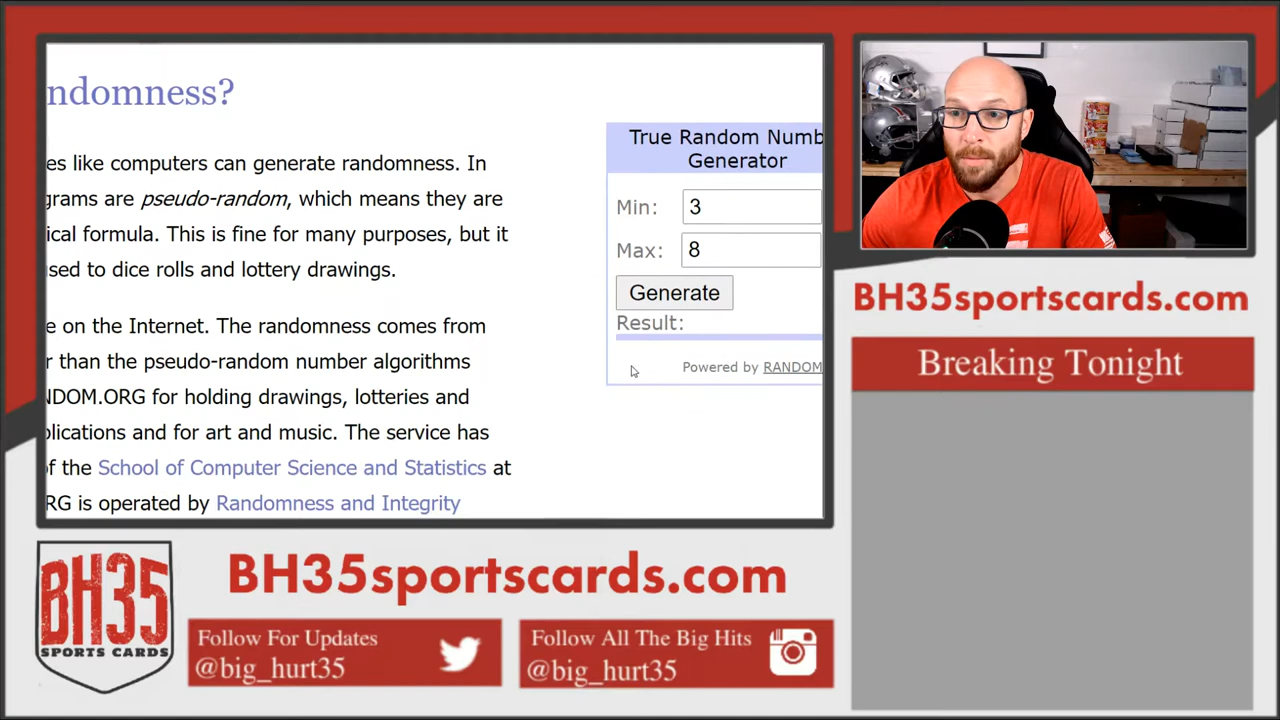 ndomness?
es like computers can generate randomness. In
grams are pseudo-random, which means they are
ical formula. This is fine for many purposes, but it
used to dice rolls and lottery drawings.
e on the Internet. The randomness comes from
r than the pseudo-random number algorithms
NDOM.ORG for holding drawings, lotteries and
plications and for art and music. The service has
of the School of Computer Science and Statistics at
RG is operated by Randomness and Integrity
True Random Numb
Generator
Min: 3
Max: 8
Generate
Result:
Powered by RANDOM
BH35sportscards.com
Breaking Tonight
BH35
SPORTS CARDS
BH35sportscards.com
Follow For Updates
@big_hurt35
Follow All The Big Hits
@big_hurt35